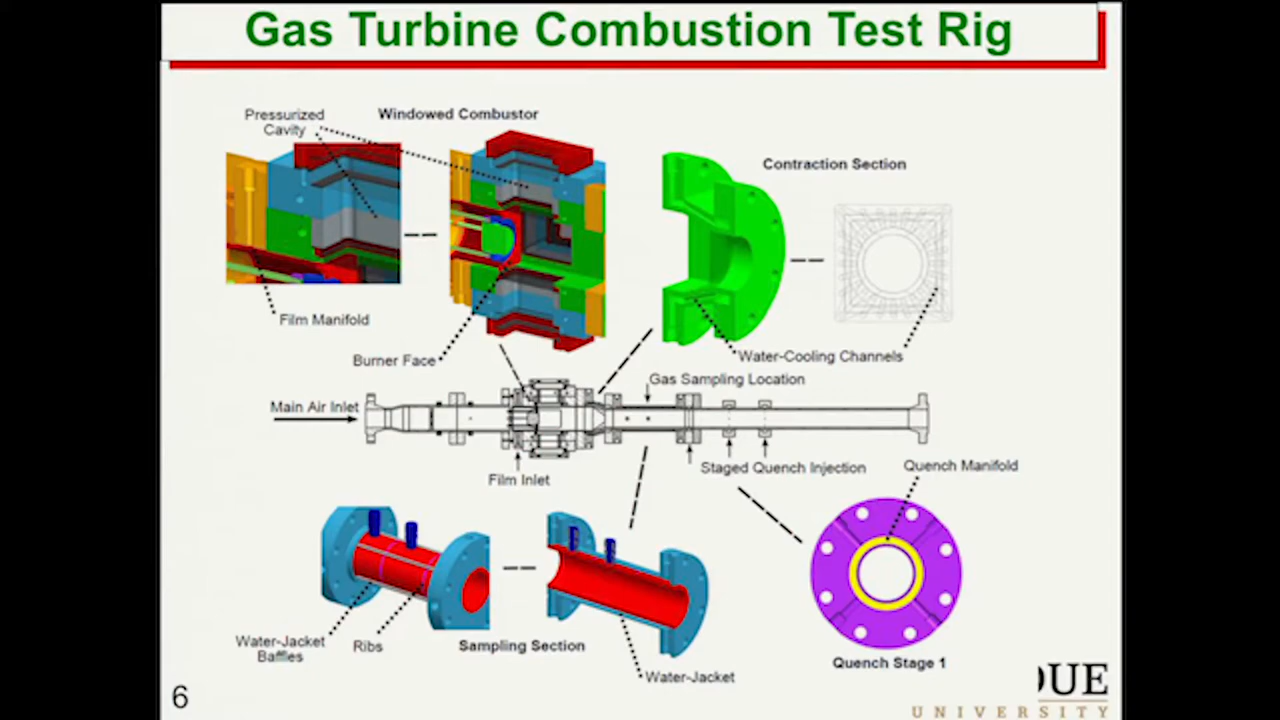 Gas Turbine Combustion Test Rig
Pressurized
Cavity
Windowed Combustor
Contraction Section
Film Manifold
Burner Face
Water-Cooling Channels
Gas Sampling Location
Main Air Inlet
Film Inlet
Staged Quench Injection
Quench Manifold
Water-Jacket
Baffles
Ribs
Sampling Section
Water-Jacket
Quench Stage 1
6
UE
UNIVERSITY